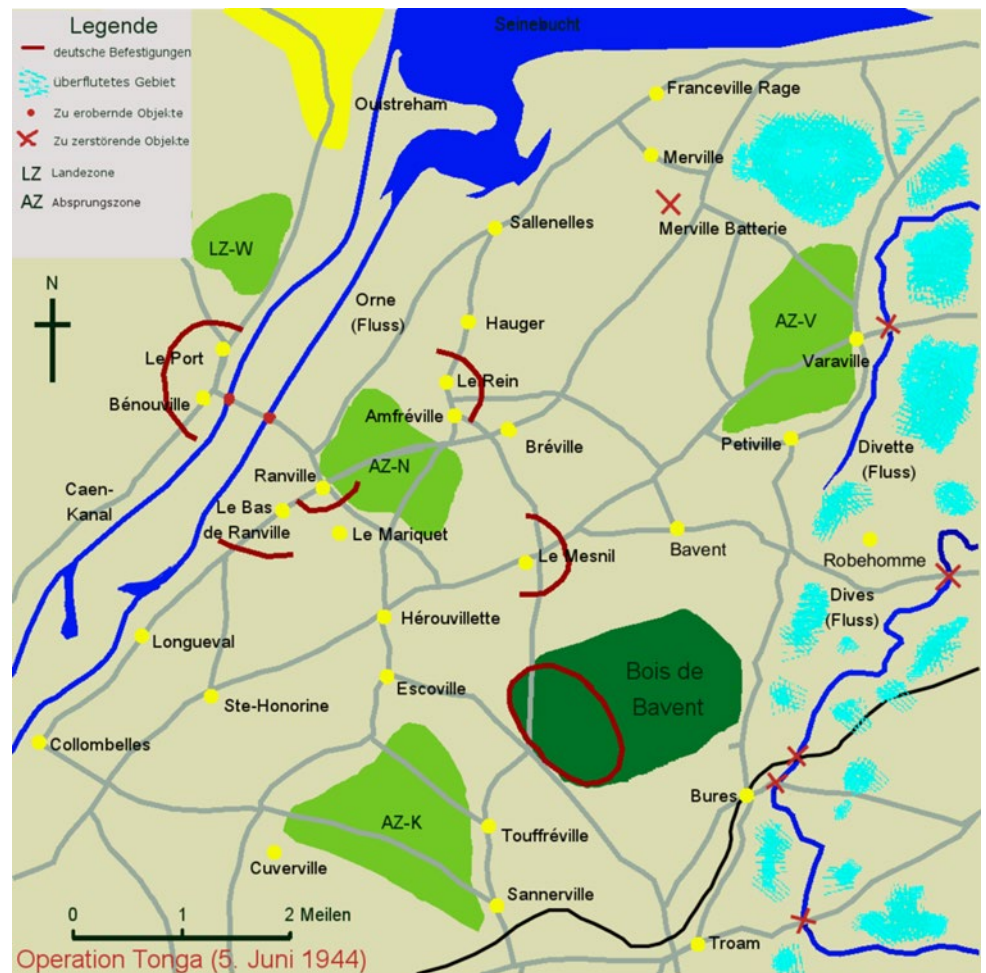 Legende
deutsche Befestigungen
überflutetes Gebiet
Zu erobernde Objekte
Zu zerstörende Objekte
LZ Landezone
AZ Absprungszone
Seinebucht
Ouistreham
Franceville Rage
Merville
Merville Batterie
Sallenelles
LZ-W
N
Orne
(Fluss)
Hauger
AZ-V
Varaville
Le Port
Le Rein
Bénouville
Amfréville
Bréville
Petiville
Divette
(Fluss)
AZ-N
Ranville
Caen-
Kanal
Le Bas
de Ranville
Le Mariquet
Le Mesnil
Bavent
Robehomme
Dives
(Fluss)
Hérouvillette
Longueval
Escoville
Ste-Honorine
Bois de
Bavent
Collombelles
Bures
AZ-K
Touffréville
Cuverville
Sannerville
0 1 2 Meilen
Troam
Operation Tonga (5. Juni 1944)